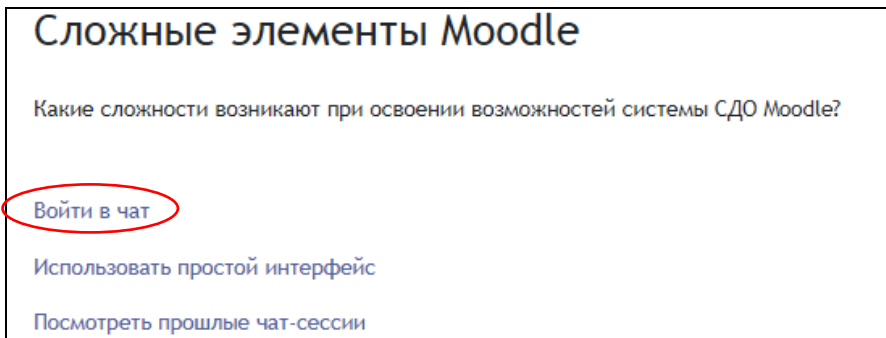 Сложные элементы Moodle
Какие сложности возникают при освоении возможностей системы СДО Moodle?
Войти в чат
Использовать простой интерфейс
Посмотреть прошлые чат-сессии